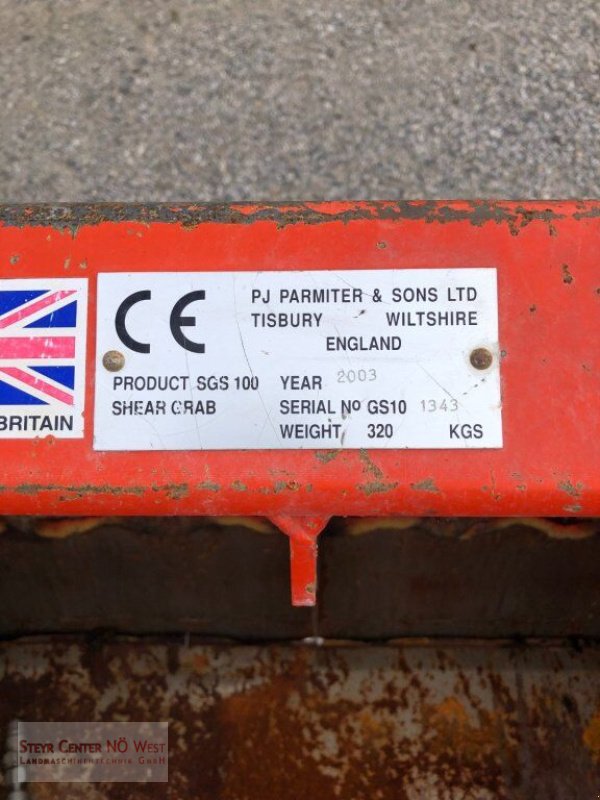 CE
PJ PARMITER & SONS LTD
TISBURY WILTSHIRE
ENGLAND
PRODUCT SGS 100 YEAR 2003
SHEAR GRAB SERIAL No GS10 1343
WEIGHT 320 KGS
BRITAIN
STEYR CENTER NÖ WEST
LANDMASCHINENTECHNIK GMBH